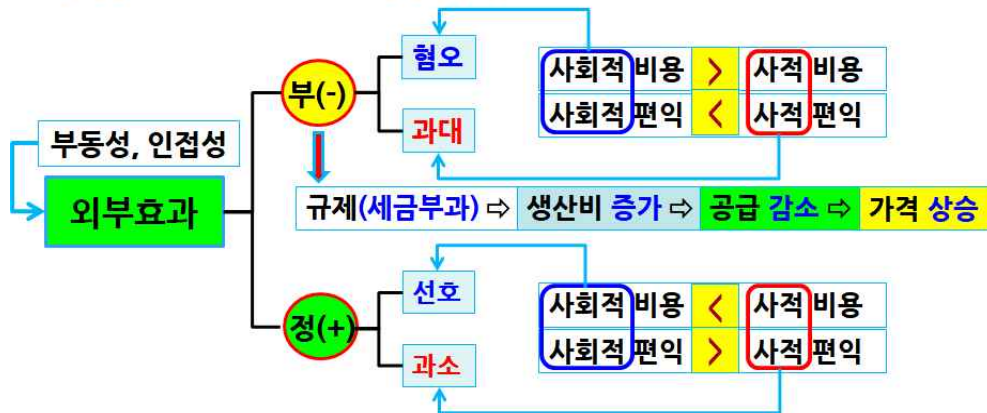 혐오
부(-)
과대
사회적 비용 > 사적 비용
사회적 편익 < 사적 편익
부동성, 인접성
외부효과
규제(세금부과) ⇨ 생산비 증가 ⇨ 공급 감소 ⇨ 가격 상승
선호
정(+)
과소
사회적 비용 < 사적 비용
사회적 편익 > 사적 편익